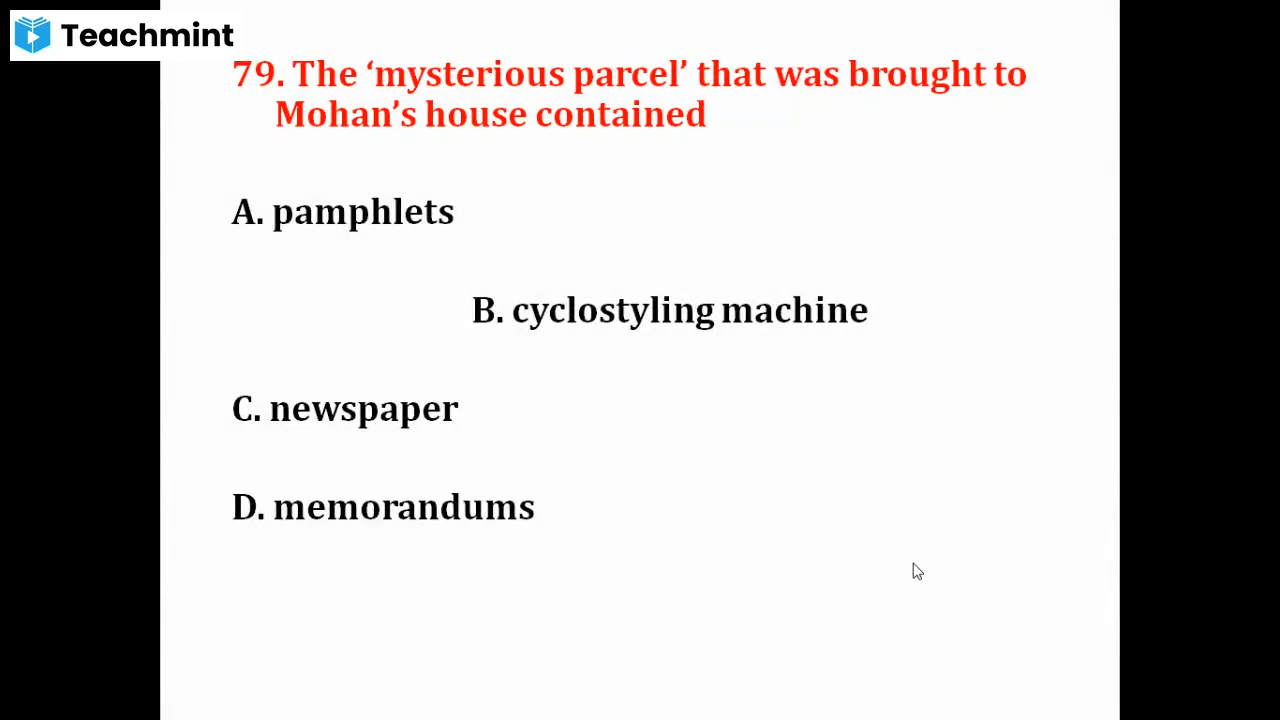 Teachmint
79. The ‘mysterious parcel’ that was brought to
Mohan’s house contained
A. pamphlets
B. cyclostyling machine
C. newspaper
D. memorandums